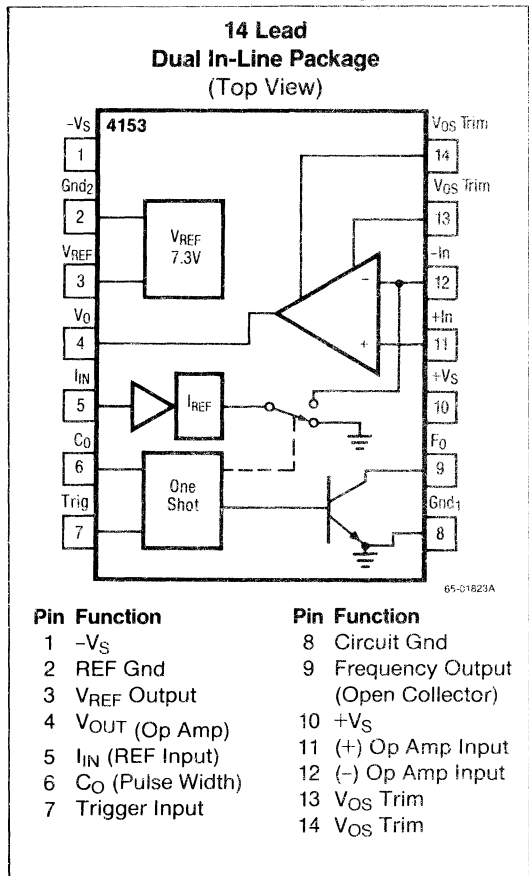 14 Lead
Dual In-Line Package
(Top View)
4153
-VS
1
Gnd2
2
VREF
3
VO
4
IIN
5
CO
6
Trig
7
VREF
7.3V
IREF
One
Shot
−
+
VOS Trim
14
VOS Trim
13
-In
12
+In
11
+VS
10
FO
9
Gnd1
8
65-01823A
Pin Function
1 -VS
2 REF Gnd
3 VREF Output
4 VOUT (Op Amp)
5 IIN (REF Input)
6 CO (Pulse Width)
7 Trigger Input
Pin Function
8 Circuit Gnd
9 Frequency Output
(Open Collector)
10 +VS
11 (+) Op Amp Input
12 (-) Op Amp Input
13 VOS Trim
14 VOS Trim